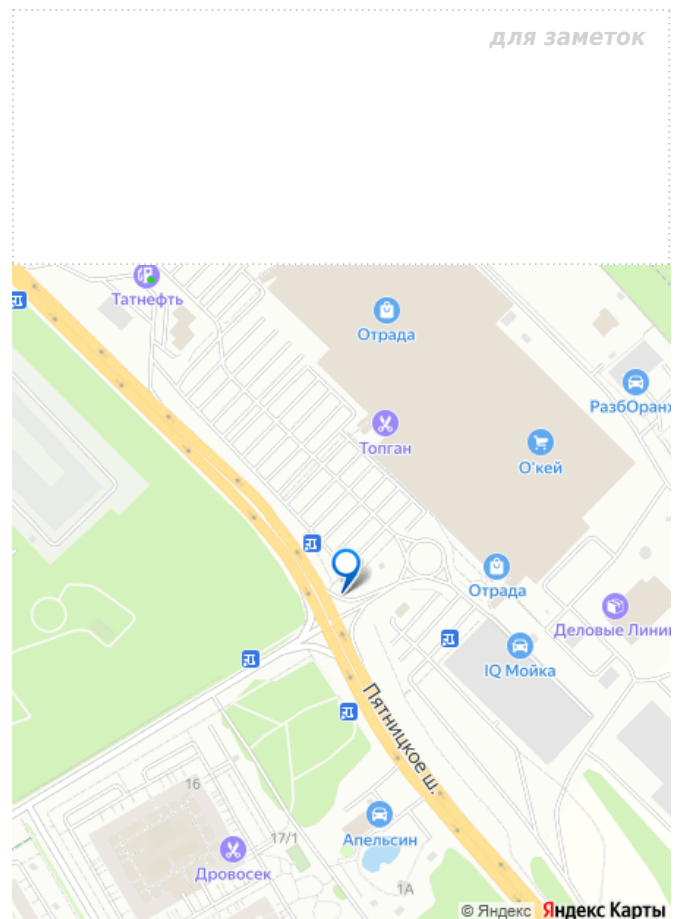 для заметок
Татнефть
Отрада
РазбОранж
Топган
О'кей
Отрада
Деловые Линии
IQ Мойка
Пятницкое ш.
16
17/1
Апельсин
Дровосек
1А
© Яндекс Яндекс Карты